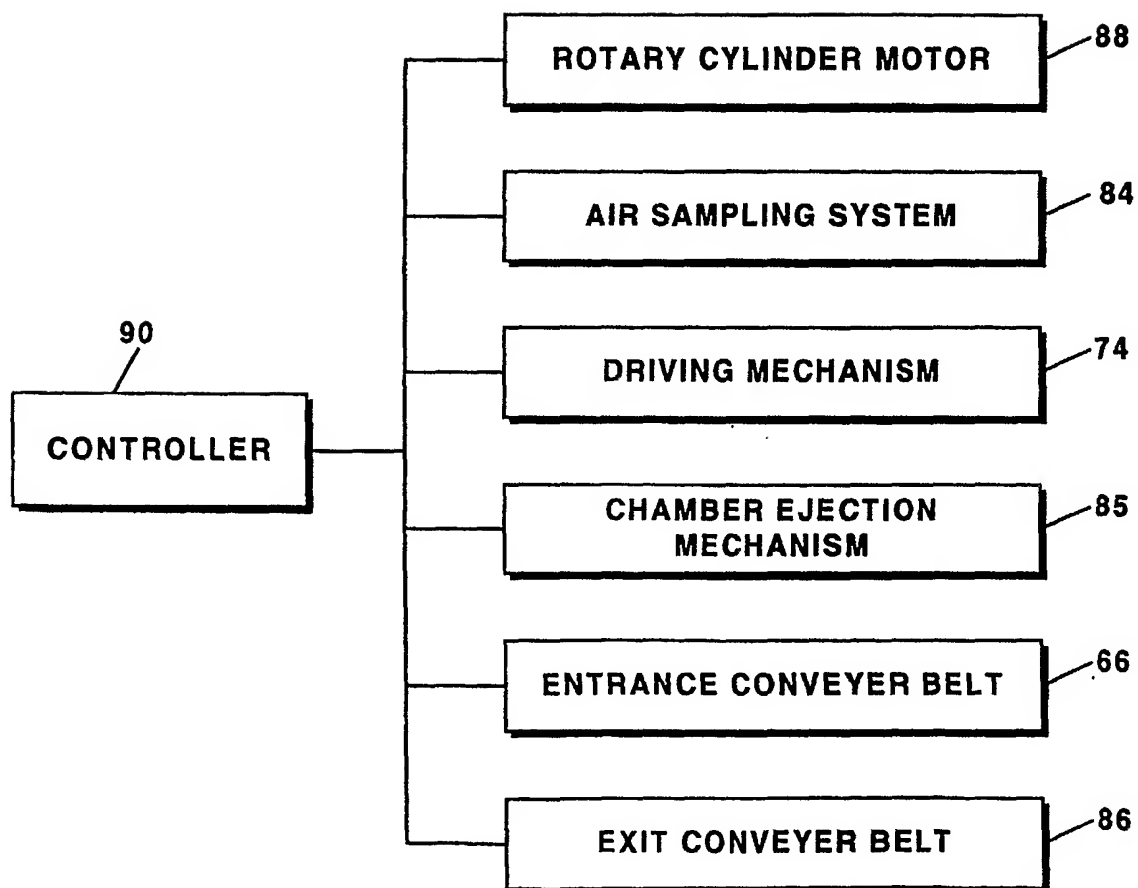 88
ROTARY CYLINDER MOTOR
84
AIR SAMPLING SYSTEM
74
DRIVING MECHANISM
90
CONTROLLER
85
CHAMBER EJECTION
MECHANISM
66
ENTRANCE CONVEYER BELT
86
EXIT CONVEYER BELT